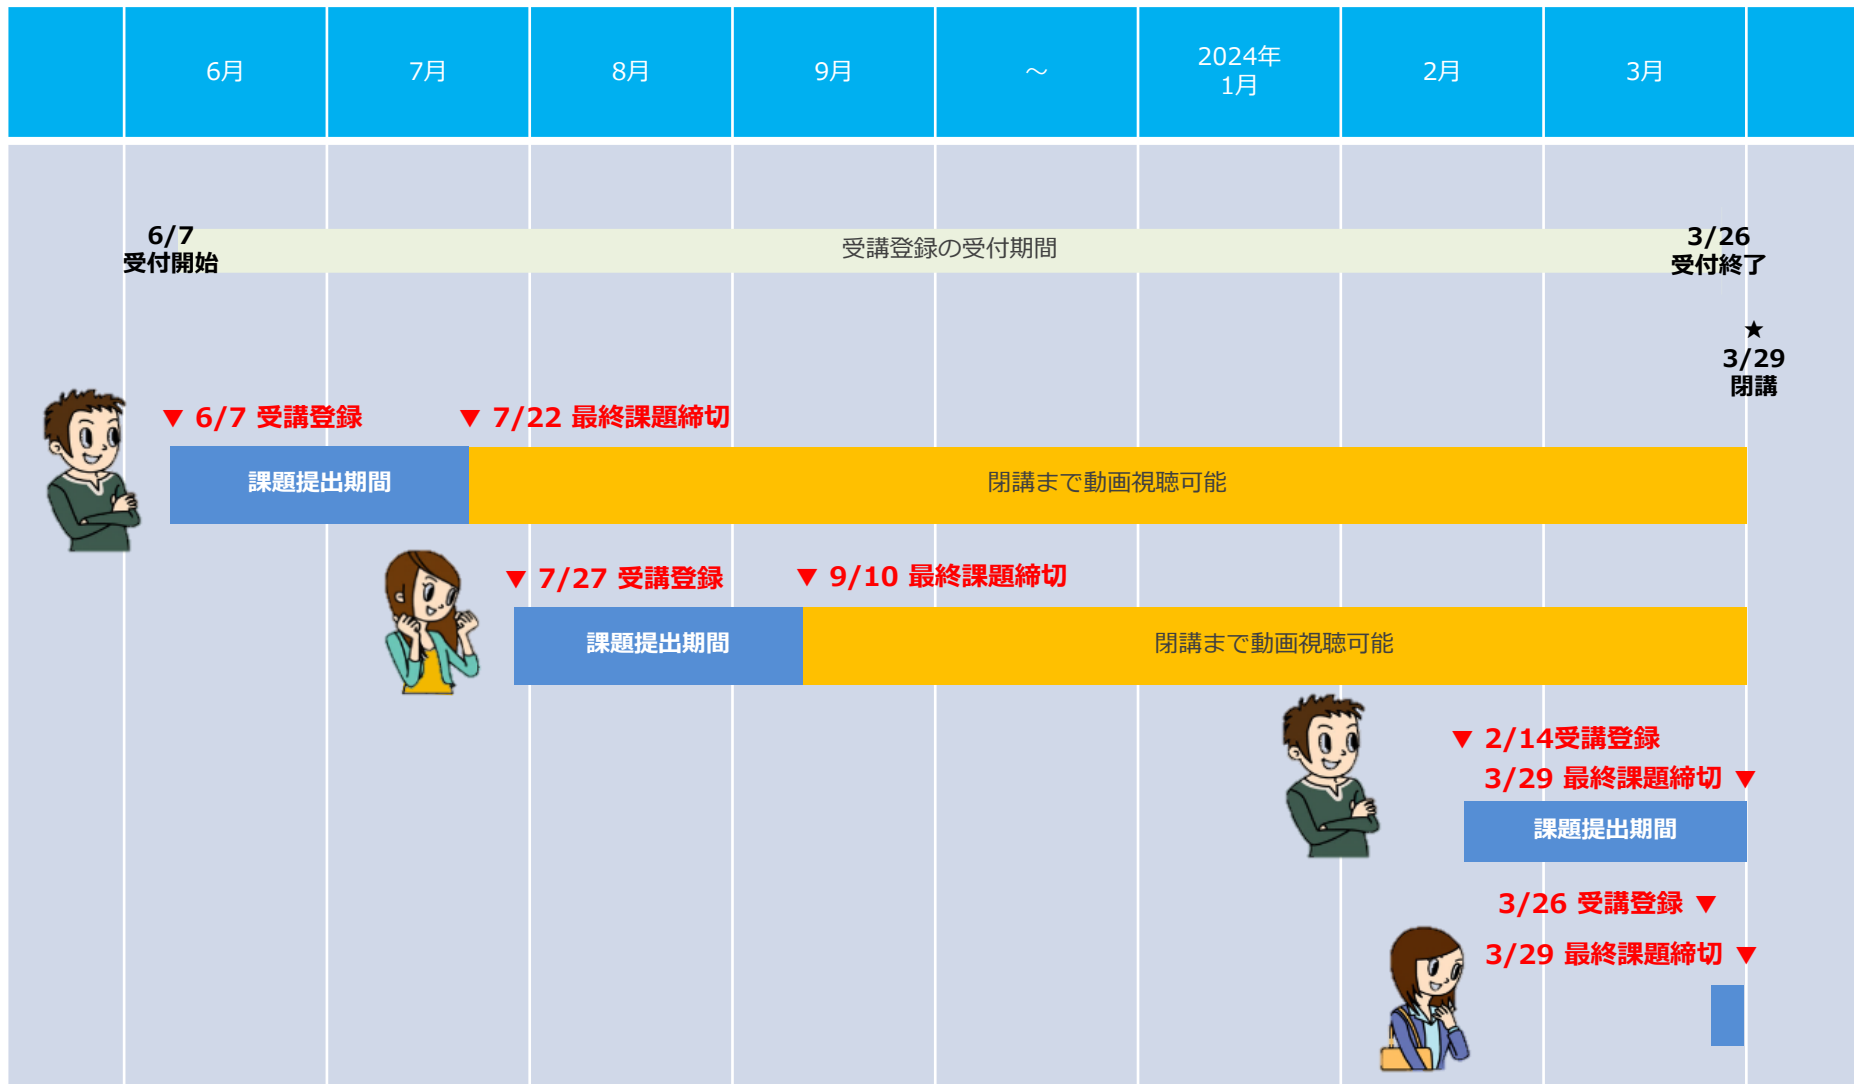 6月
7月
8月
9月
～
2024年
1月
2月
3月
6/7
受付開始
受講登録の受付期間
3/26
受付終了
★
3/29
閉講
▼ 6/7 受講登録
▼ 7/22 最終課題締切
課題提出期間
閉講まで動画視聴可能
▼ 7/27 受講登録
▼ 9/10 最終課題締切
課題提出期間
閉講まで動画視聴可能
▼ 2/14受講登録
3/29 最終課題締切 ▼
課題提出期間
3/26 受講登録 ▼
3/29 最終課題締切 ▼